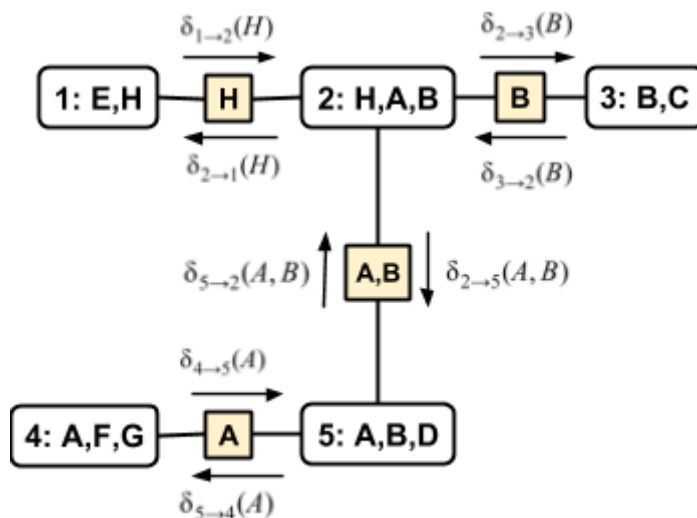 δ1→2(H)
δ2→3(B)
1: E,H
H
2: H,A,B
B
3: B,C
δ2→1(H)
δ3→2(B)
δ5→2(A, B)
A,B
δ2→5(A, B)
δ4→5(A)
4: A,F,G
A
5: A,B,D
δ5→4(A)